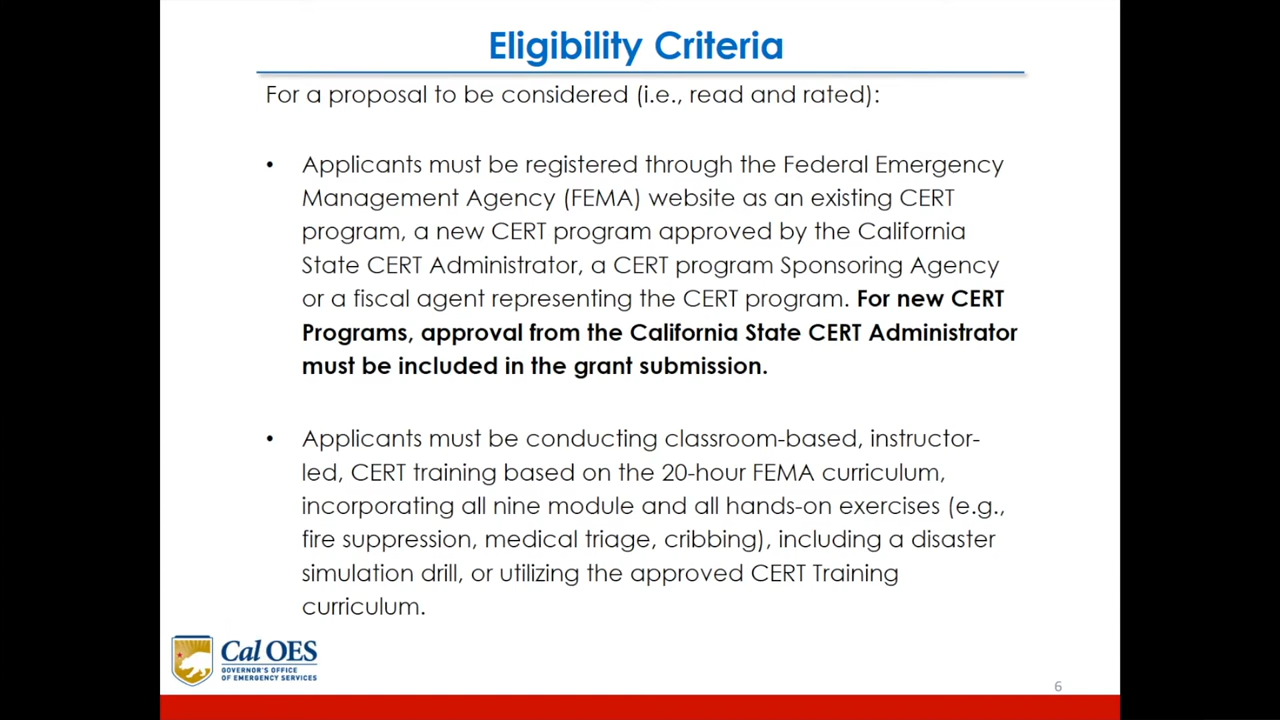 Eligibility Criteria
For a proposal to be considered (i.e., read and rated):
• Applicants must be registered through the Federal Emergency
Management Agency (FEMA) website as an existing CERT
program, a new CERT program approved by the California
State CERT Administrator, a CERT program Sponsoring Agency
or a fiscal agent representing the CERT program. For new CERT
Programs, approval from the California State CERT Administrator
must be included in the grant submission.
• Applicants must be conducting classroom-based, instructor-
led, CERT training based on the 20-hour FEMA curriculum,
incorporating all nine module and all hands-on exercises (e.g.,
fire suppression, medical triage, cribbing), including a disaster
simulation drill, or utilizing the approved CERT Training
curriculum.
Cal OES
GOVERNOR'S OFFICE
OF EMERGENCY SERVICES
6